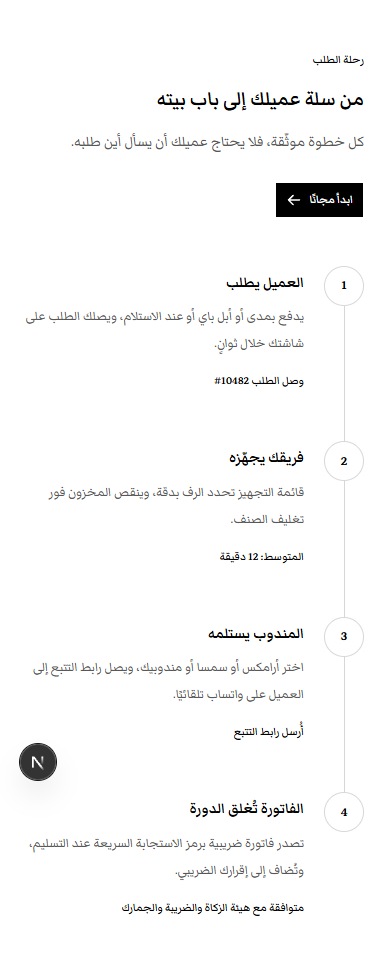 رحلة الطلب
من سلة عميلك إلى باب بيته
كل خطوة موثّقة، فلا يحتاج عميلك أن يسأل أين طلبه.
ابدأ مجانًا
1
العميل يطلب
يدفع بمدى أو أبل باي أو عند الاستلام، ويصلك الطلب على
شاشتك خلال ثوانٍ.
وصل الطلب 10482#
2
فريقك يجهّزه
قائمة التجهيز تحدد الرف بدقة، وينقص المخزون فور
تغليف الصنف.
المتوسط: 12 دقيقة
3
المندوب يستلمه
اختر أرامكس أو سمسا أو مندوبيك، ويصل رابط التتبع إلى
العميل على واتساب تلقائيًا.
أُرسل رابط التتبع
N
4
الفاتورة تُغلق الدورة
تصدر فاتورة ضريبية برمز الاستجابة السريعة عند التسليم،
وتُضاف إلى إقرارك الضريبي.
متوافقة مع هيئة الزكاة والضريبة والجمارك